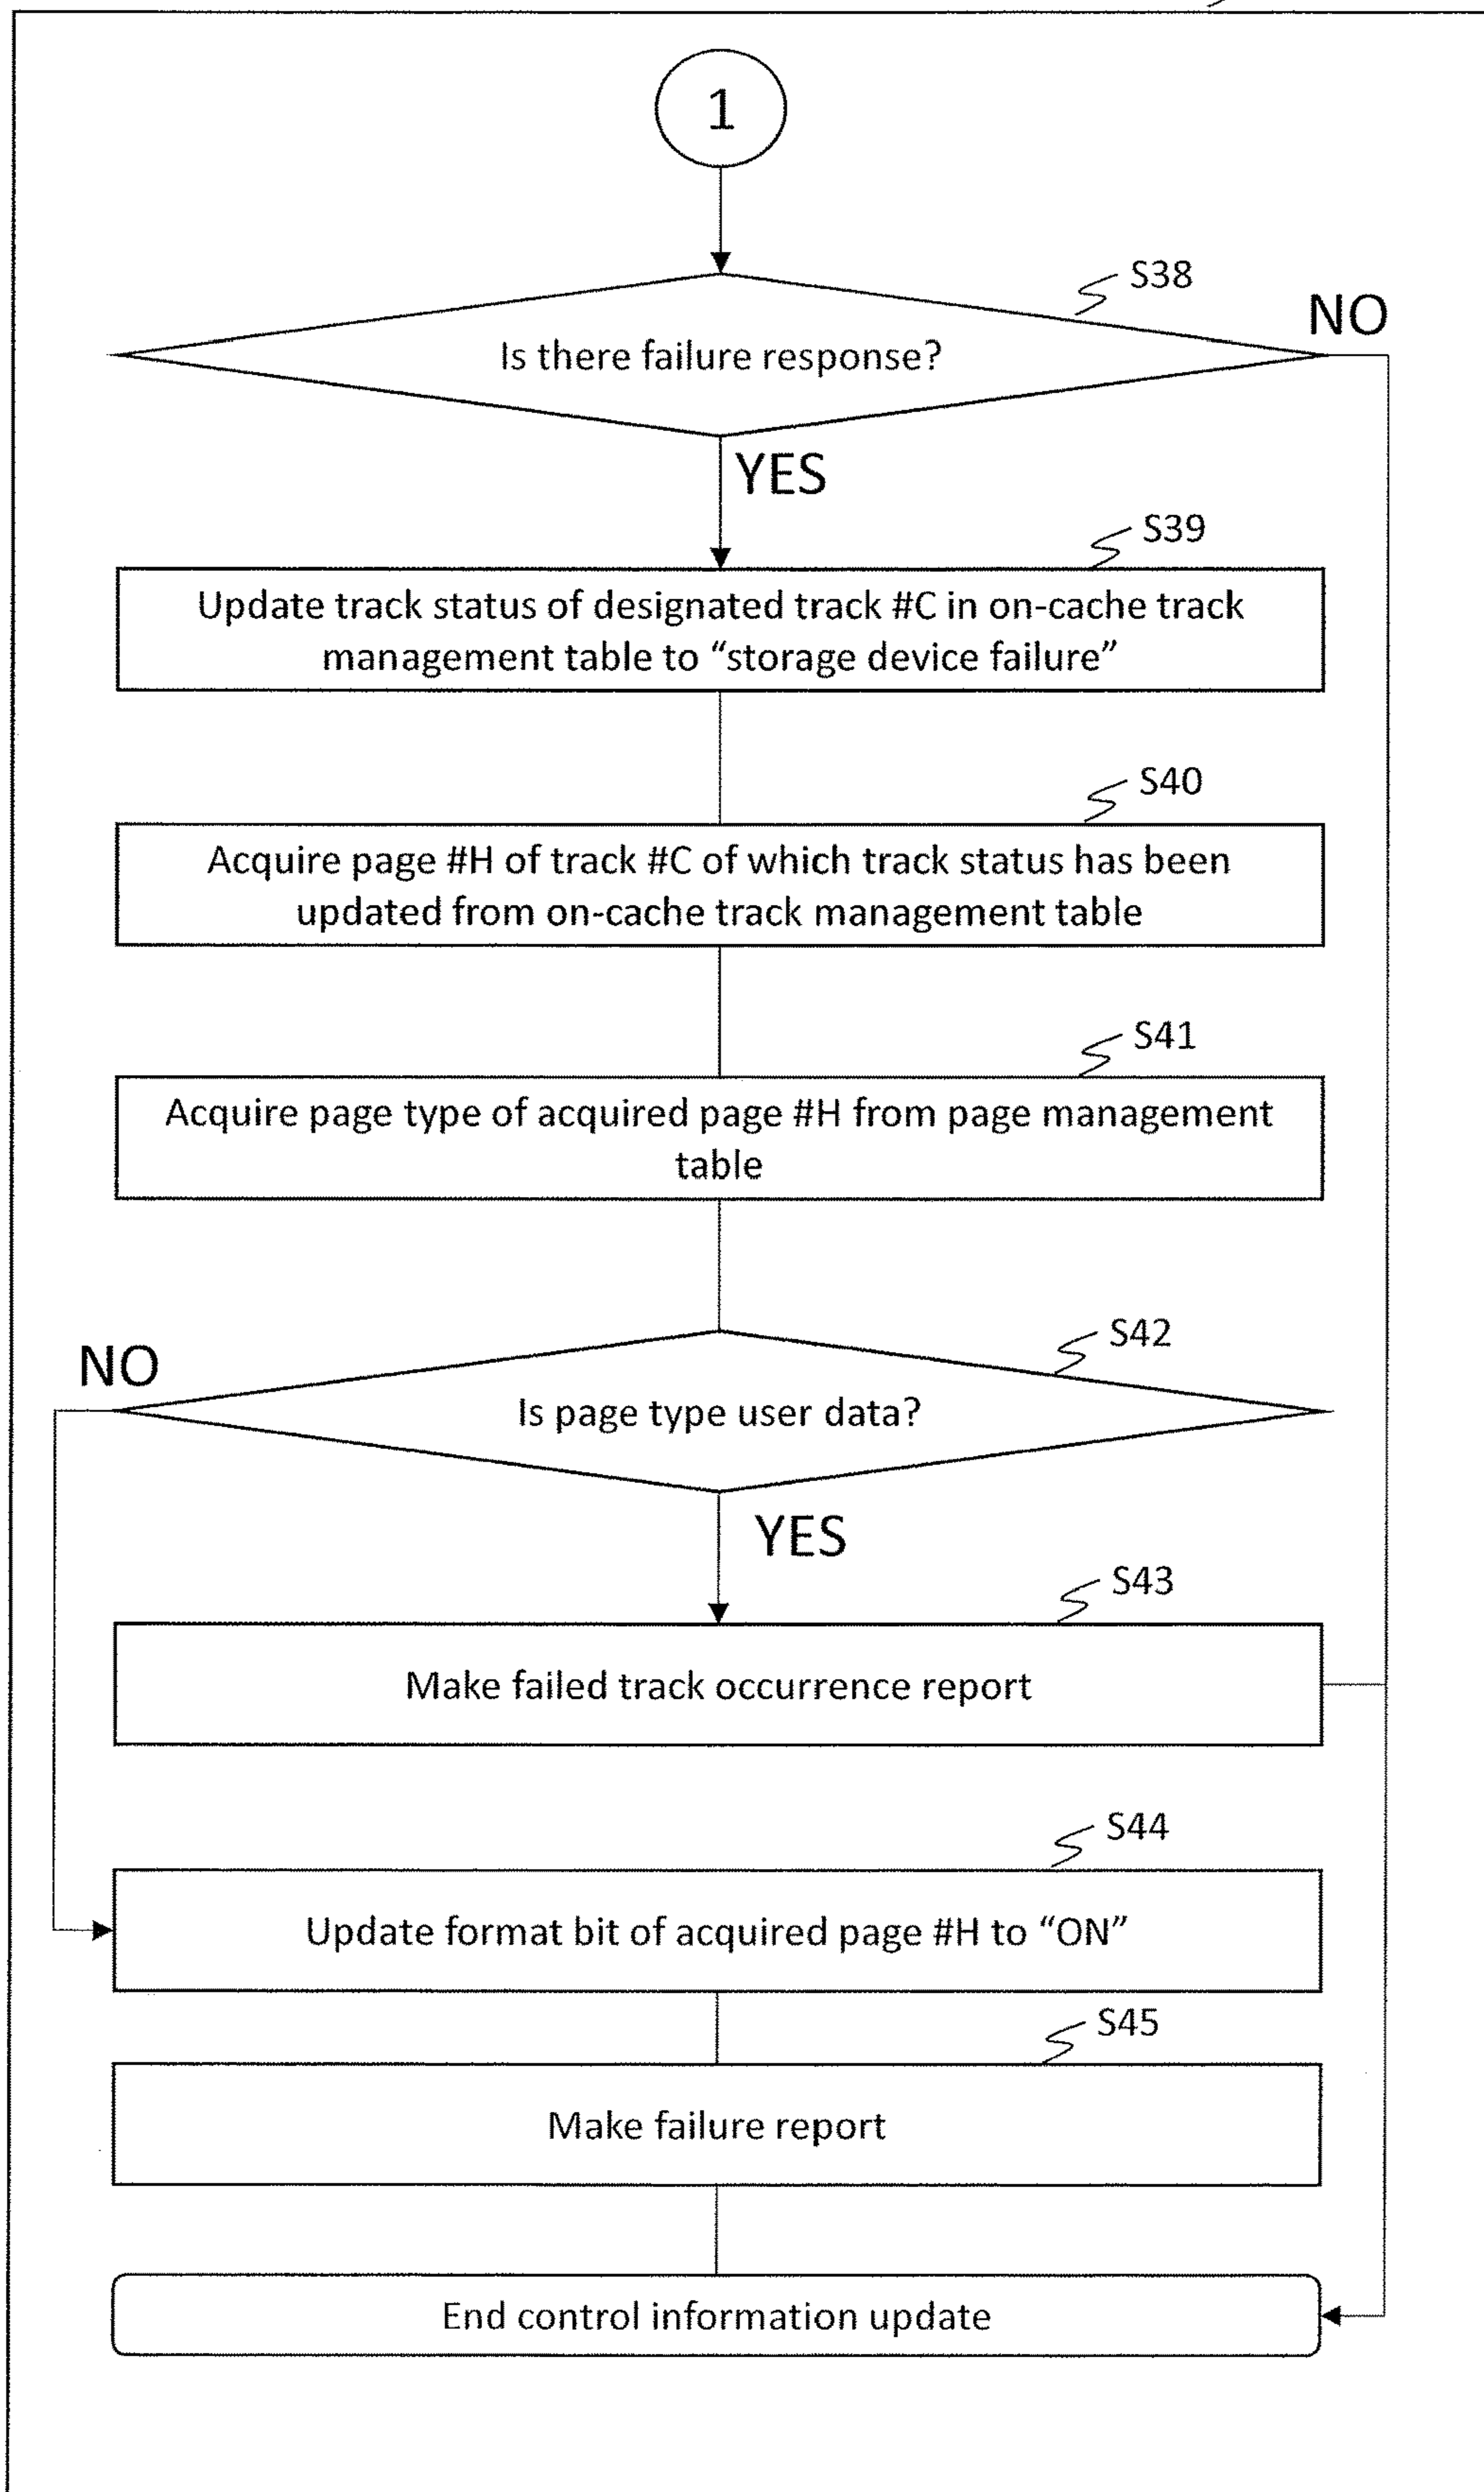 1
S38
NO
Is there failure response?
YES
S39
Update track status of designated track #C in on-cache track
management table to “storage device failure”
S40
Acquire page #H of track #C of which track status has been
updated from on-cache track management table
S41
Acquire page type of acquired page #H from page management
table
S42
NO
Is page type user data?
YES
S43
Make failed track occurrence report
S44
Update format bit of acquired page #H to “ON”
S45
Make failure report
End control information update